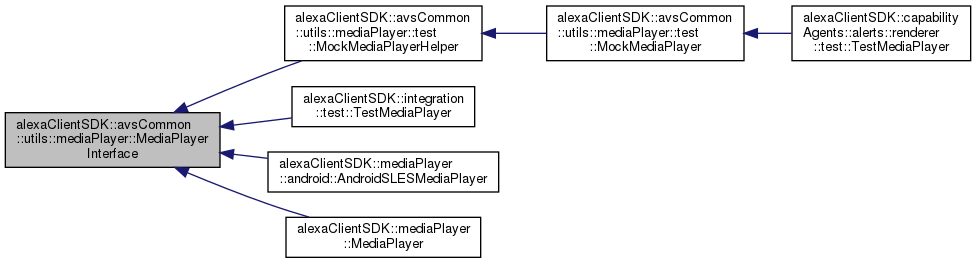 alexaClientSDK::avsCommon
::utils::mediaPlayer::MediaPlayer
Interface
alexaClientSDK::avsCommon
::utils::mediaPlayer::test
::MockMediaPlayerHelper
alexaClientSDK::avsCommon
::utils::mediaPlayer::test
::MockMediaPlayer
alexaClientSDK::capability
Agents::alerts::renderer
::test::TestMediaPlayer
alexaClientSDK::integration
::test::TestMediaPlayer
alexaClientSDK::mediaPlayer
::android::AndroidSLESMediaPlayer
alexaClientSDK::mediaPlayer
::MediaPlayer